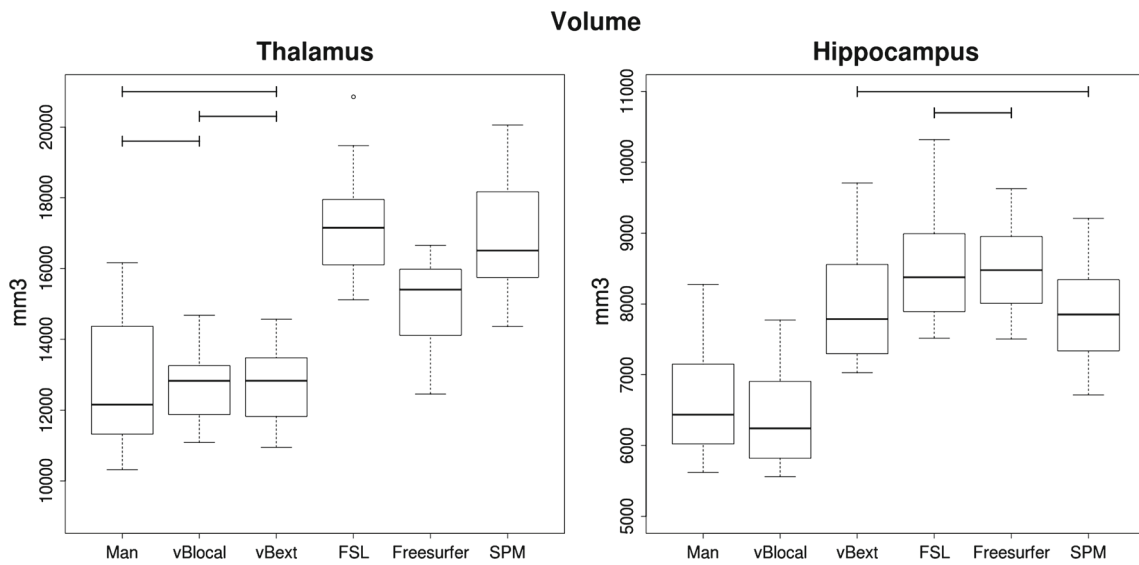 Volume
Thalamus
mm3
20000
18000
16000
14000
12000
10000
Man vBlocal vBext FSL Freesurfer SPM
Hippocampus
mm3
11000
10000
9000
8000
7000
6000
5000
Man vBlocal vBext FSL Freesurfer SPM